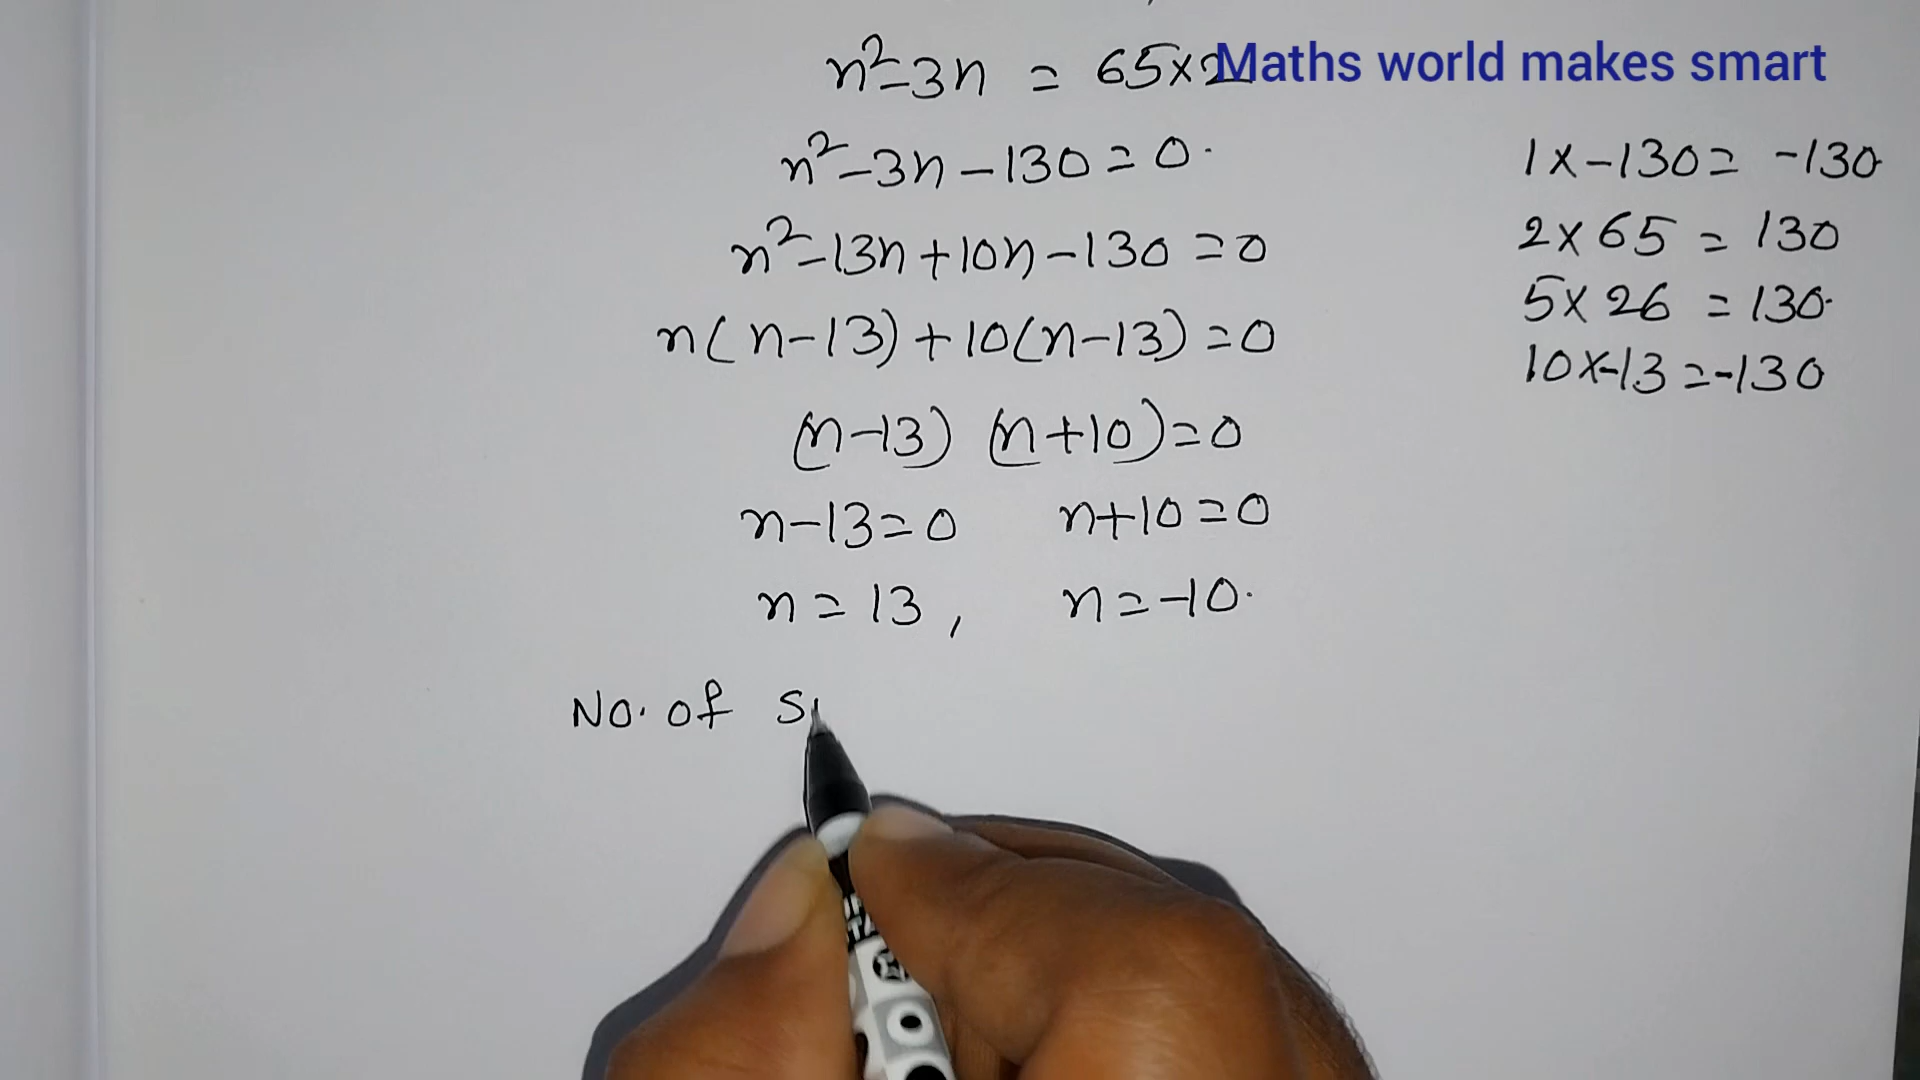 n²-3n = 65×2
Maths world makes smart
n²-3n-130=0.
n²-13n+10n-130=0
n(n-13)+10(n-13)=0
(n-13) (n+10)=0
n-13=0 n+10=0
n=13, n=-10.
No. of
1×-130=-130
2×65=130
5×26=130.
10×-13=-130